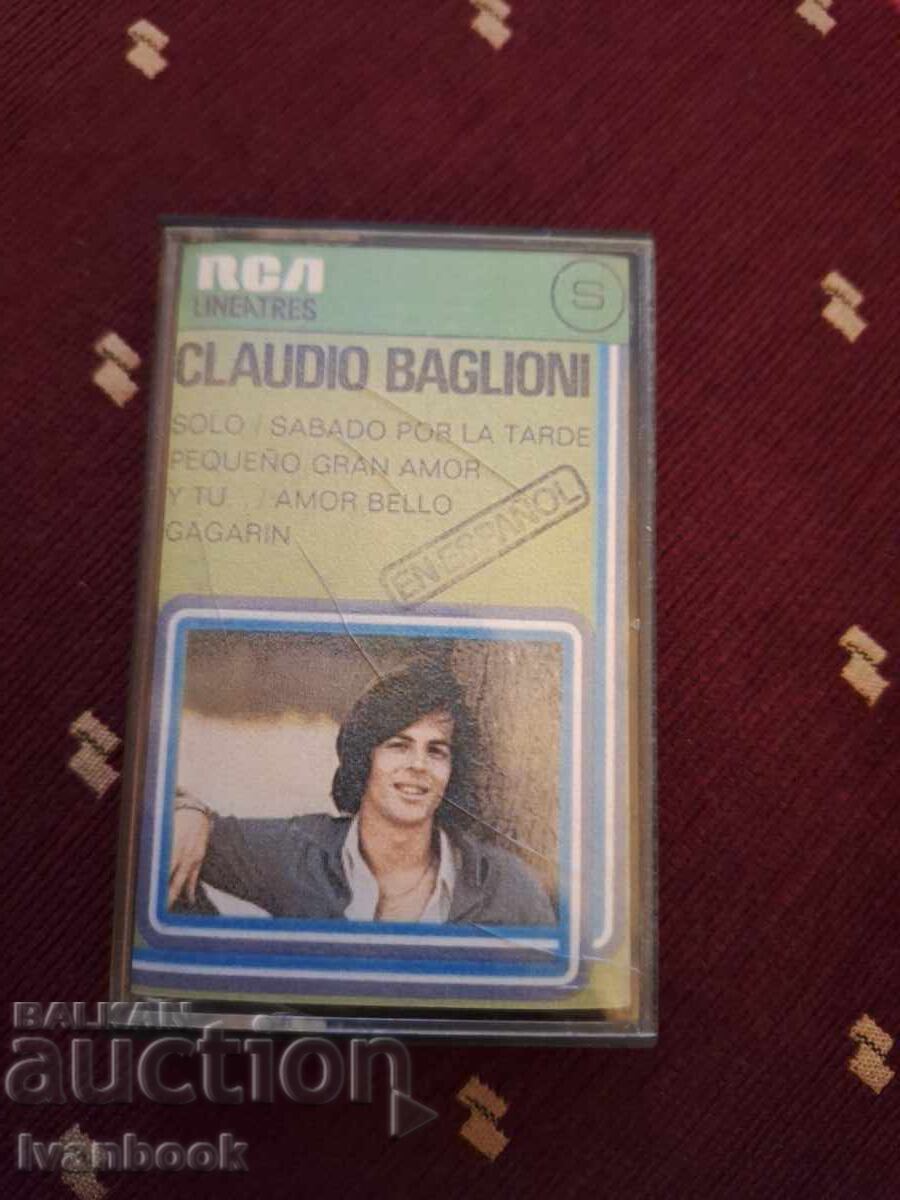 RCA
LINEATRES
S
CLAUDIO BAGLIONI
SOLO / SABADO POR LA TARDE
PEQUEÑO GRAN AMOR
Y TU... / AMOR BELLO
GAGARIN
EN ESPAÑOL
BALKAN
auction
Ivanbook